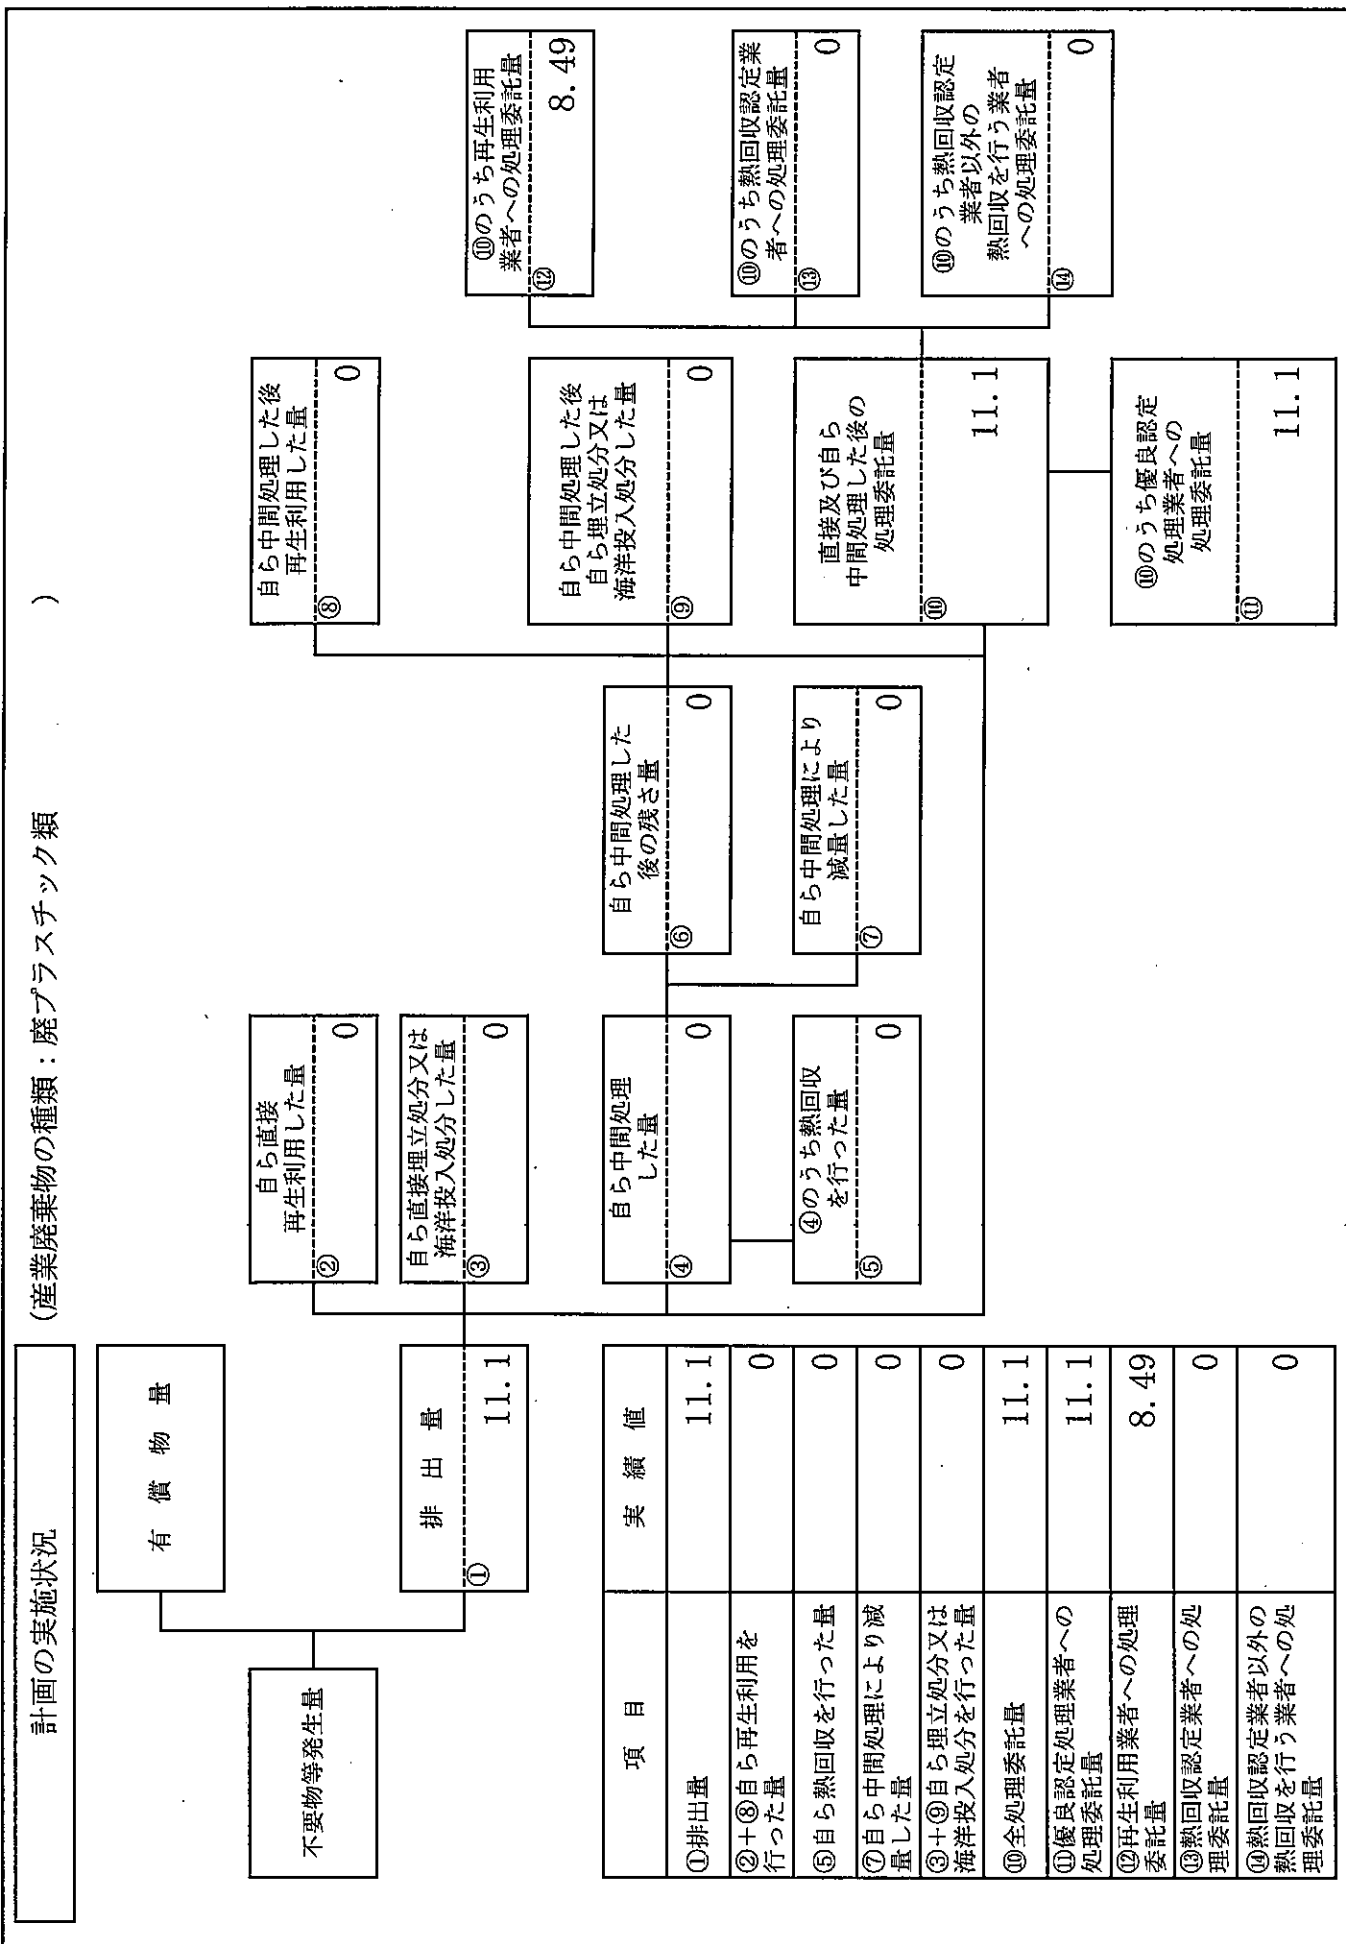 計画の実施状況
(産業廃棄物の種類：廃プラスチック類 )
不要物等発生量
有 償 物 量
排 出 量
① 11.1
自ら直接
再生利用した量
② 0
自ら直接埋立処分又は
海洋投入処分した量
③ 0
自ら中間処理
した量
④ 0
④のうち熱回収
を行った量
⑤ 0
自ら中間処理した
後の残さ量
⑥ 0
自ら中間処理により
減量した量
⑦ 0
自ら中間処理した後
再生利用した量
⑧ 0
自ら中間処理した後
自ら埋立処分又は
海洋投入処分した量
⑨ 0
直接及び自ら
中間処理した後の
処理委託量
⑩ 11.1
⑩のうち優良認定
処理業者への
処理委託量
⑪ 11.1
⑩のうち再生利用
業者への処理委託量
⑫ 8.49
⑩のうち熱回収認定業
者への処理委託量
⑬ 0
⑩のうち熱回収認定
業者以外の
熱回収を行う業者
への処理委託量
⑭ 0
項 目 実 績 値
①排出量 11.1
②+⑧自ら再生利用を
行った量 0
⑤自ら熱回収を行った量 0
⑦自ら中間処理により減
量した量 0
③+⑨自ら埋立処分又は
海洋投入処分を行った量 0
⑩全処理委託量 11.1
⑪優良認定処理業者への
処理委託量 11.1
⑫再生利用業者への処理
委託量 8.49
⑬熱回収認定業者への処
理委託量 0
⑭熱回収認定業者以外の
熱回収を行う業者への処
理委託量 0